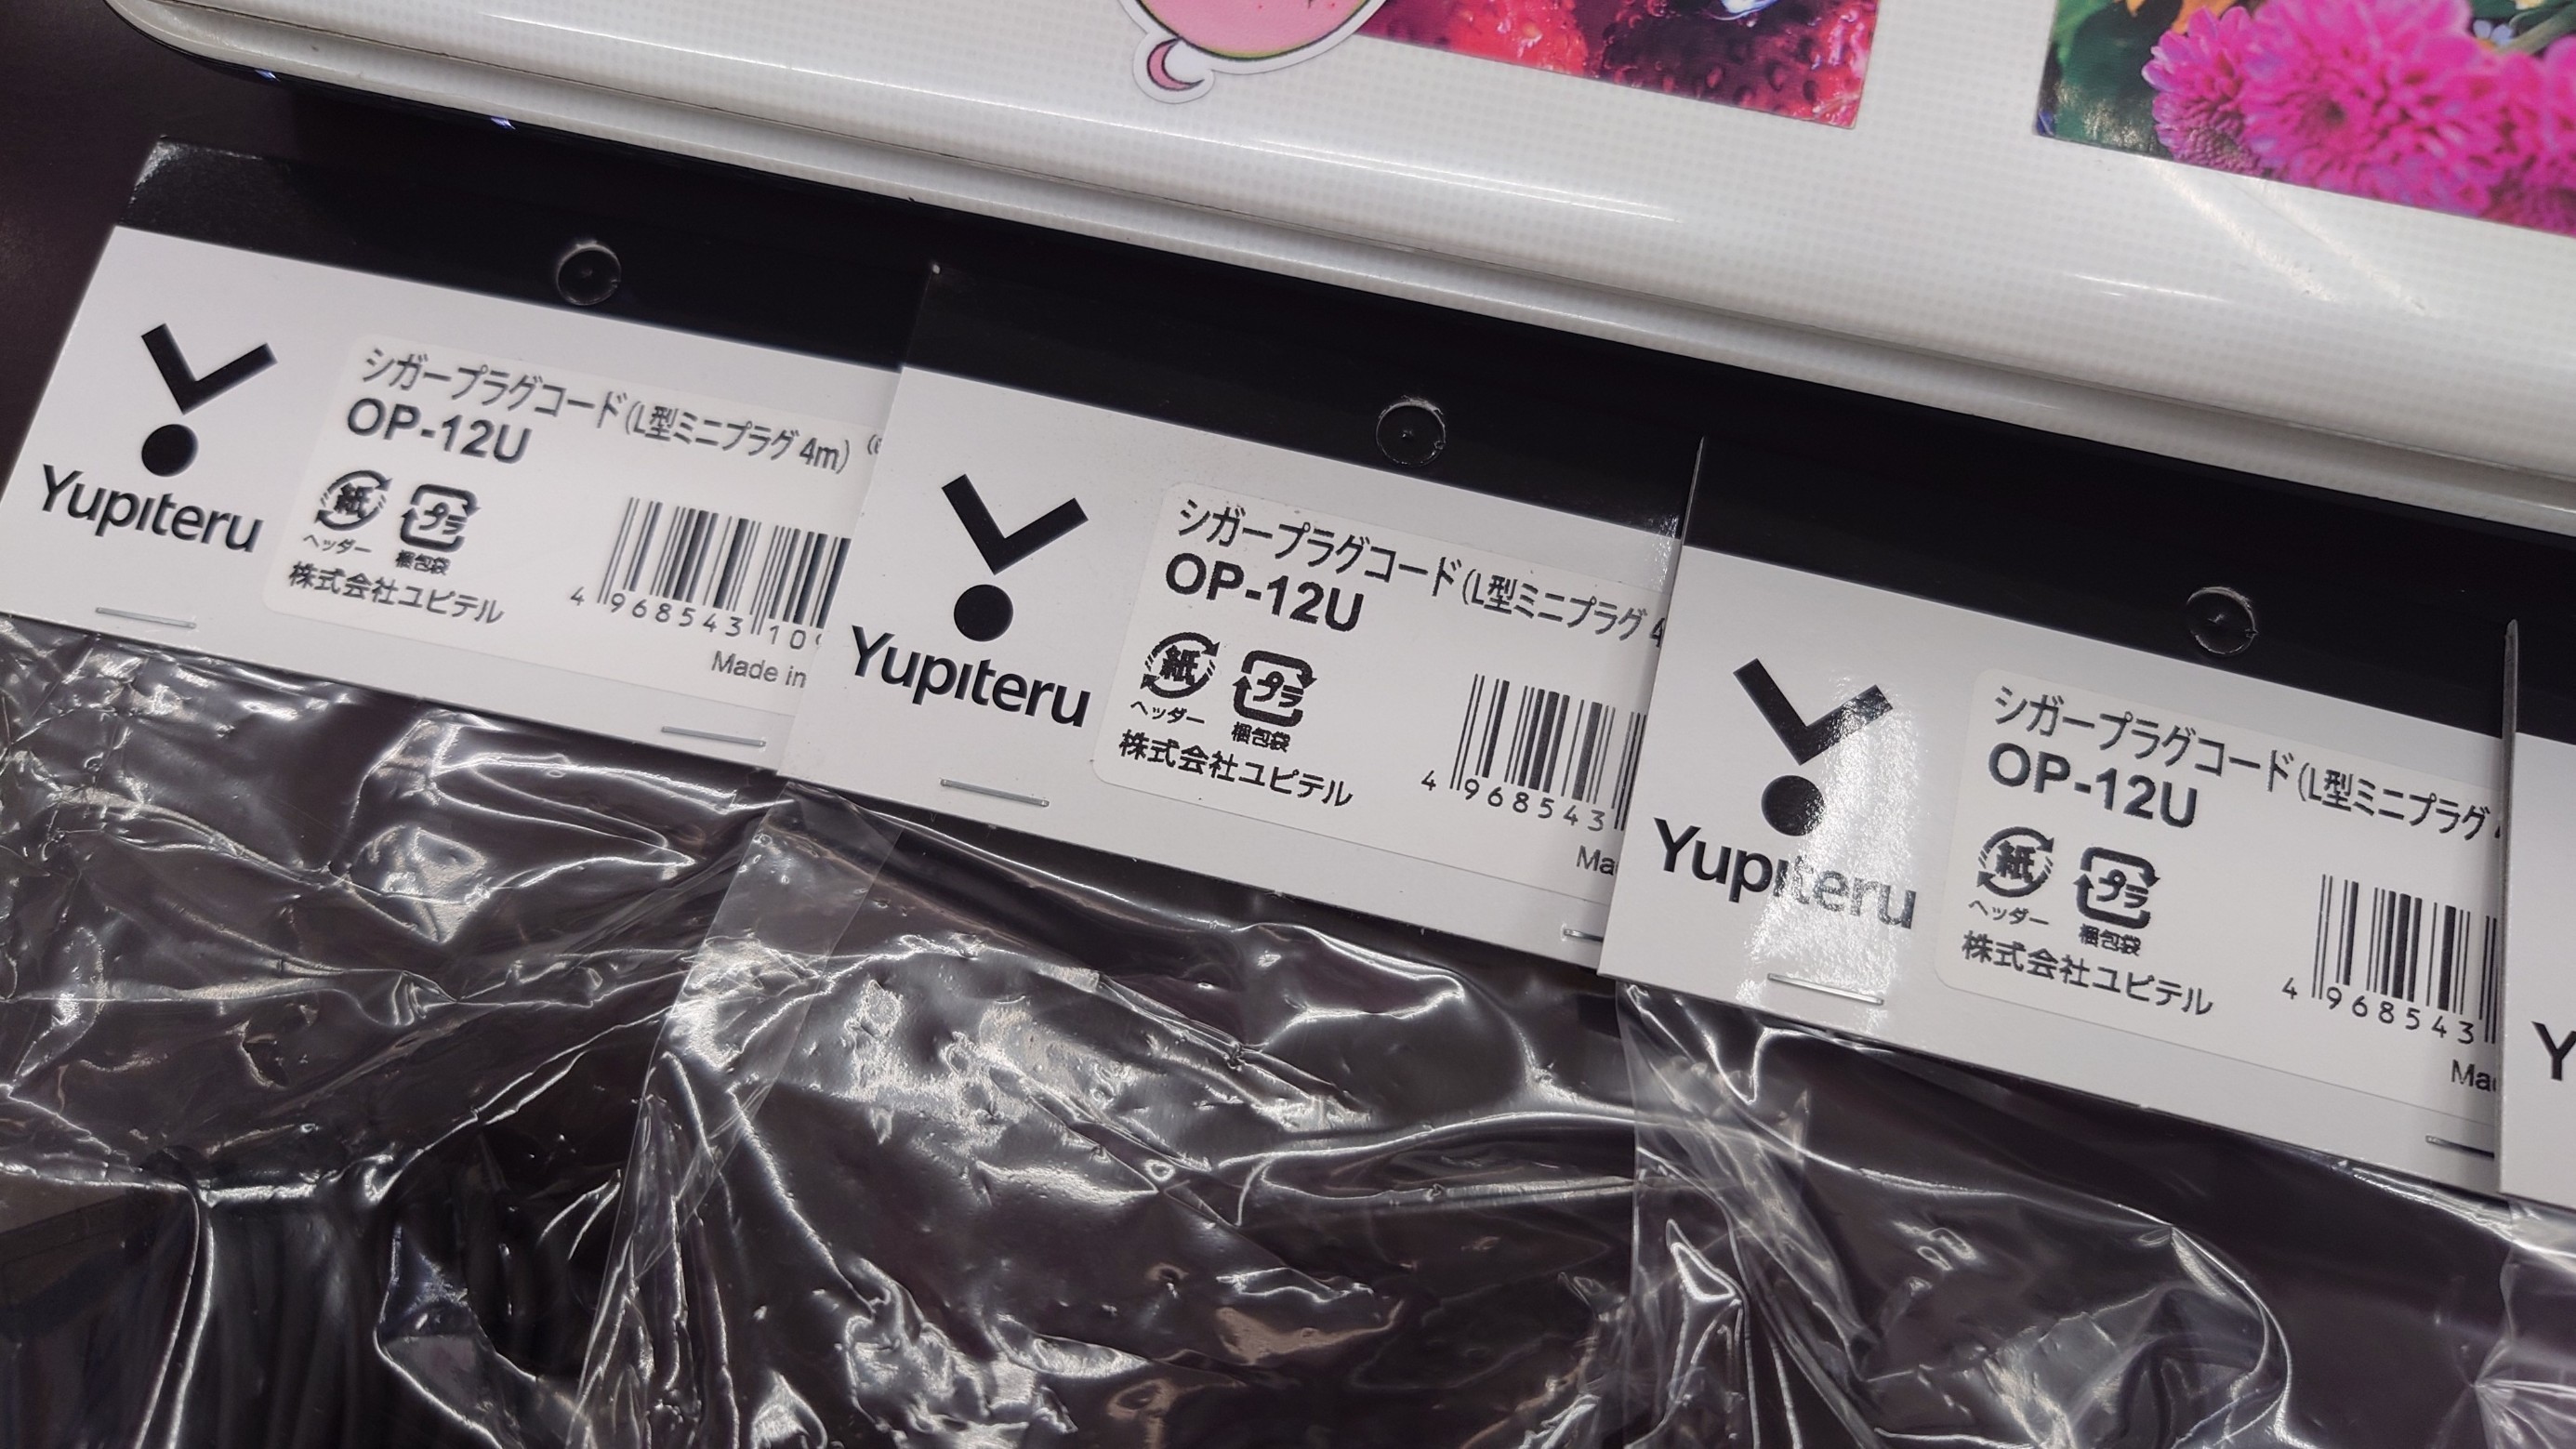 シガープラグコード(L型ミニプラグ 4m)
OP-12U
紙
プラ
ヘッダー
梱包袋
株式会社ユピテル
4 968543 10
Made in
Yupiteru
シガープラグコード(L型ミニプラグ 4
OP-12U
紙
プラ
ヘッダー
梱包袋
株式会社ユピテル
4 968543
Ma
Yupiteru
シガープラグコード(L型ミニプラグ
OP-12U
紙
プラ
ヘッダー
梱包袋
株式会社ユピテル
4 968543
Ma
Yupiteru
Y